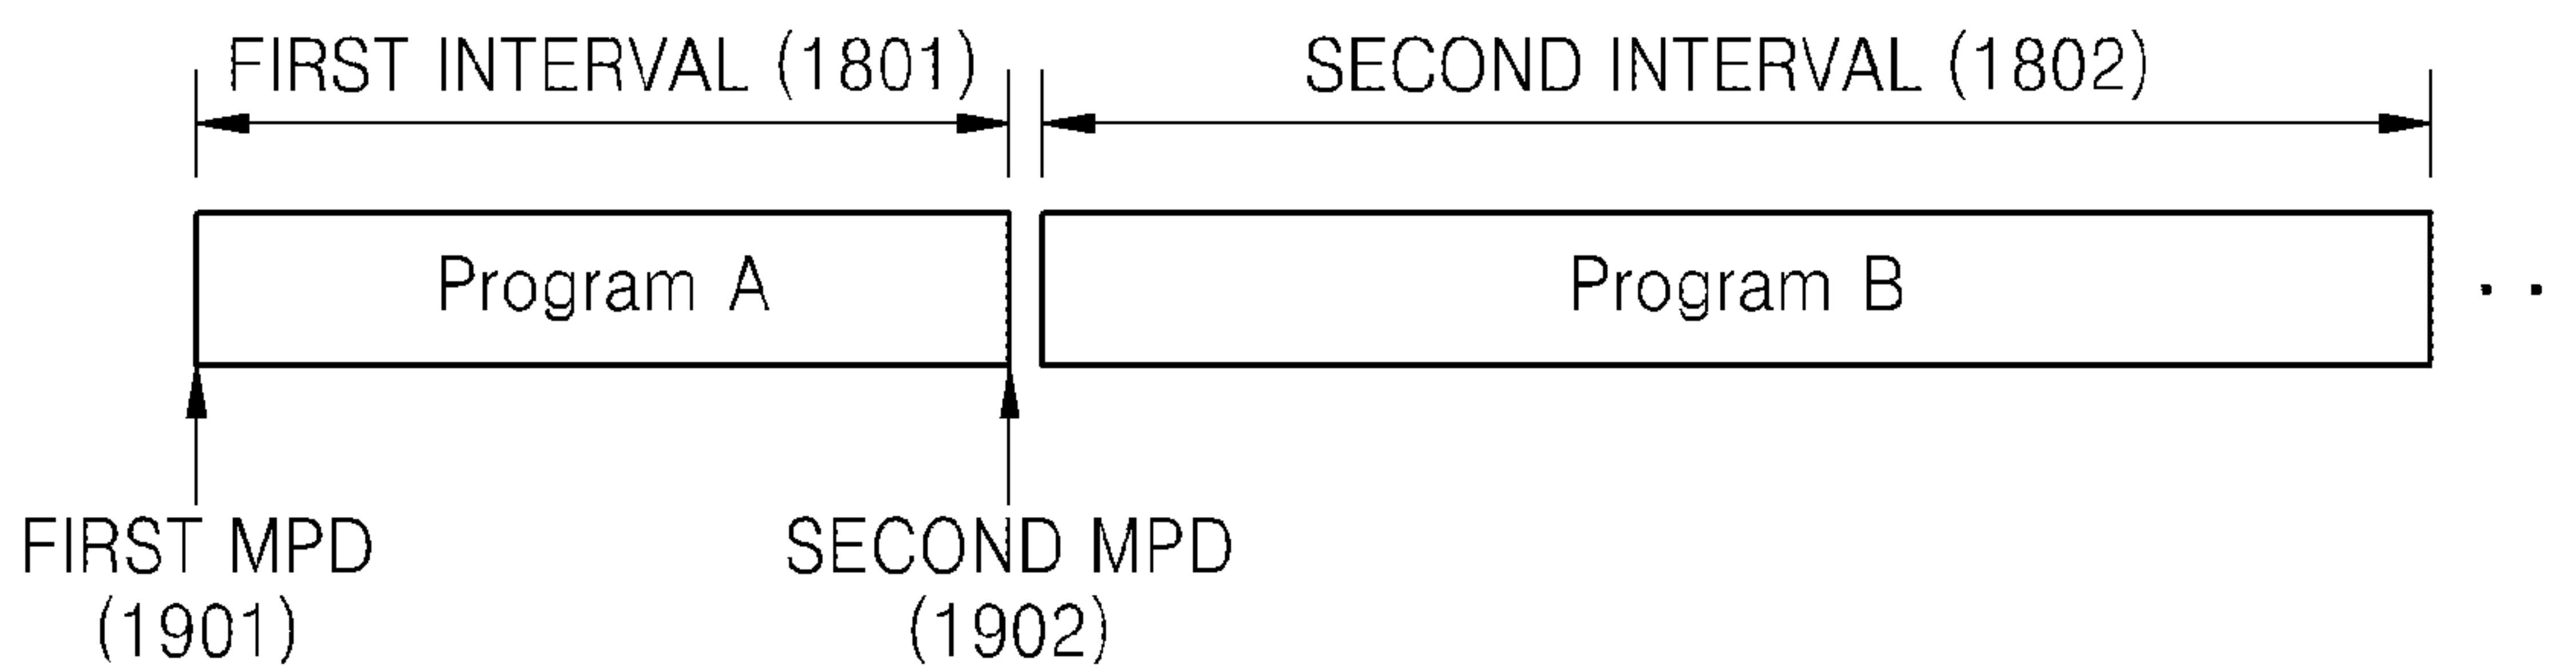 FIRST INTERVAL (1801)
SECOND INTERVAL (1802)
Program A
Program B
· ·
FIRST MPD
(1901)
SECOND MPD
(1902)